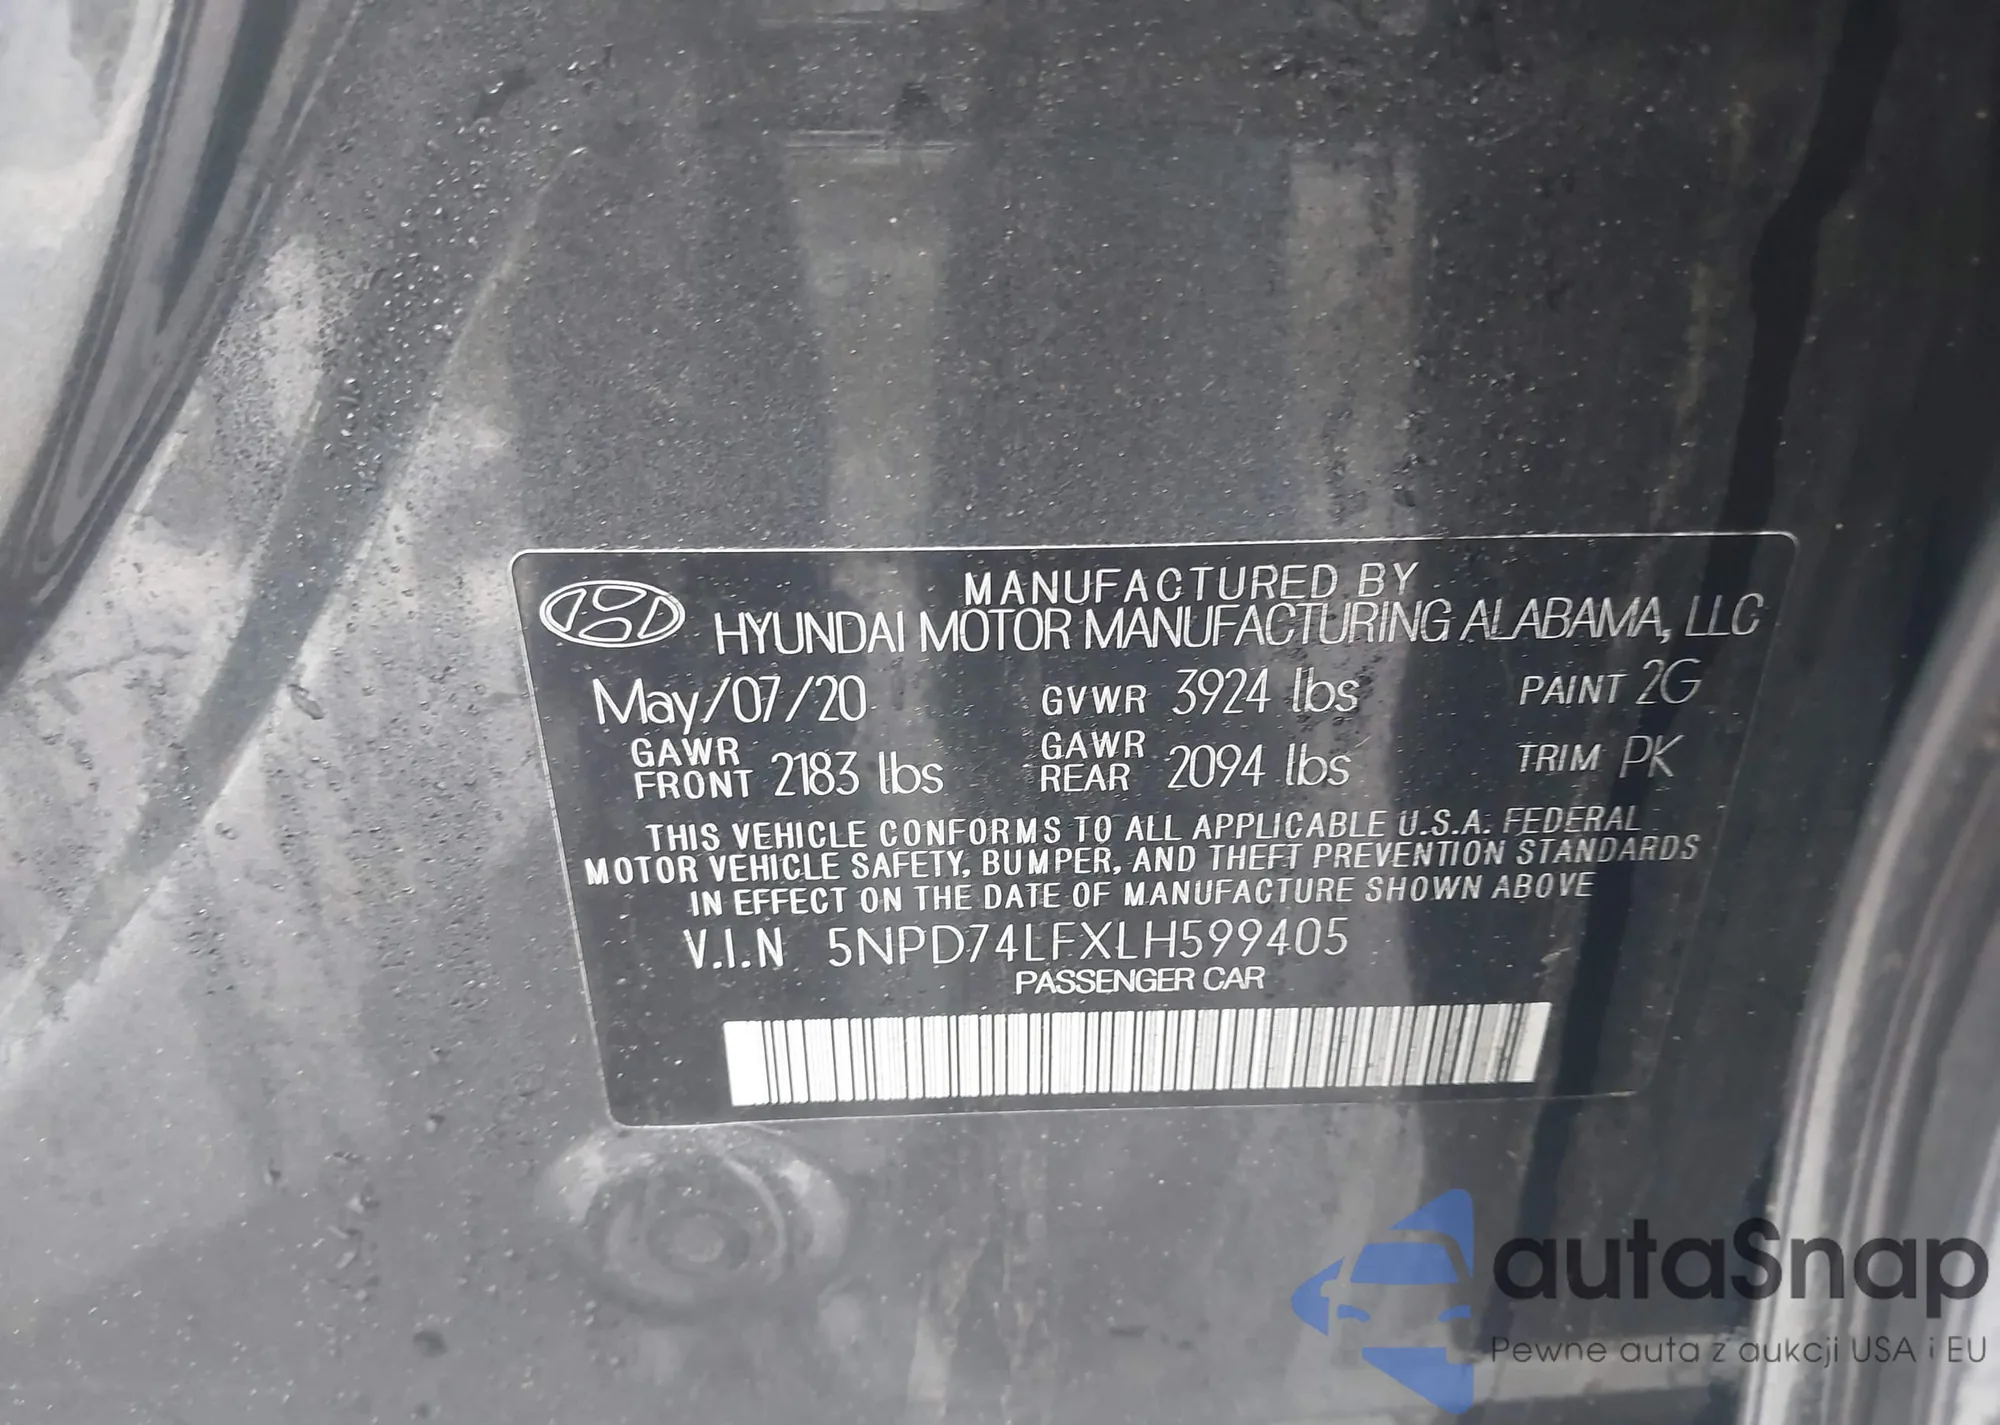 MANUFACTURED BY
HYUNDAI MOTOR MANUFACTURING ALABAMA, LLC
May/07/20 GVWR 3924 lbs PAINT 2G
GAWR FRONT 2183 lbs GAWR REAR 2094 lbs TRIM PK
THIS VEHICLE CONFORMS TO ALL APPLICABLE U.S.A. FEDERAL
MOTOR VEHICLE SAFETY, BUMPER, AND THEFT PREVENTION STANDARDS
IN EFFECT ON THE DATE OF MANUFACTURE SHOWN ABOVE
V.I.N 5NPD74LFXLH599405
PASSENGER CAR
autaSnap
Pewne auta z aukcji USA i EU